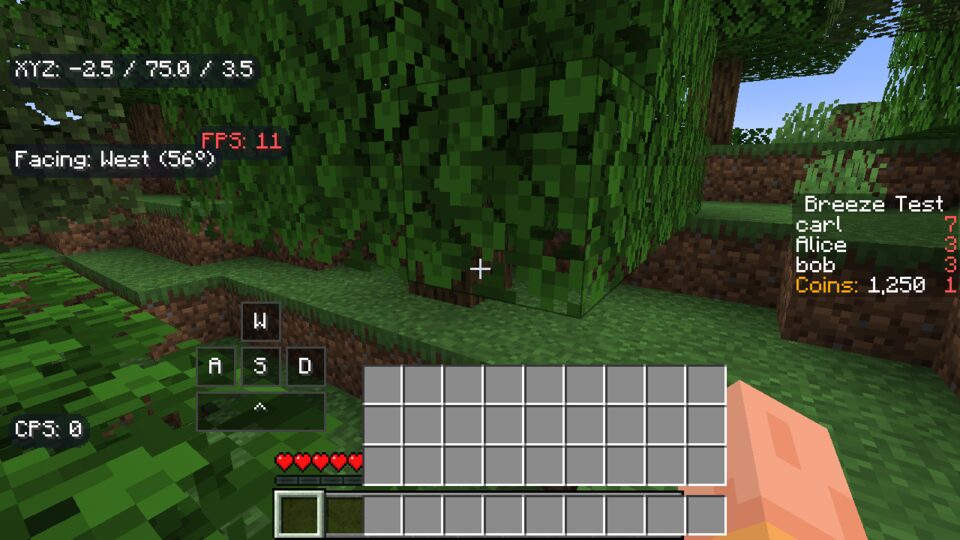 XYZ: -2.5 / 75.0 / 3.5
FPS: 11
Facing: West (56º)
Breeze Test
carl 7
Alice 3
bob 3
Coins: 1,250 1
W
A S D
^
CPS: 0